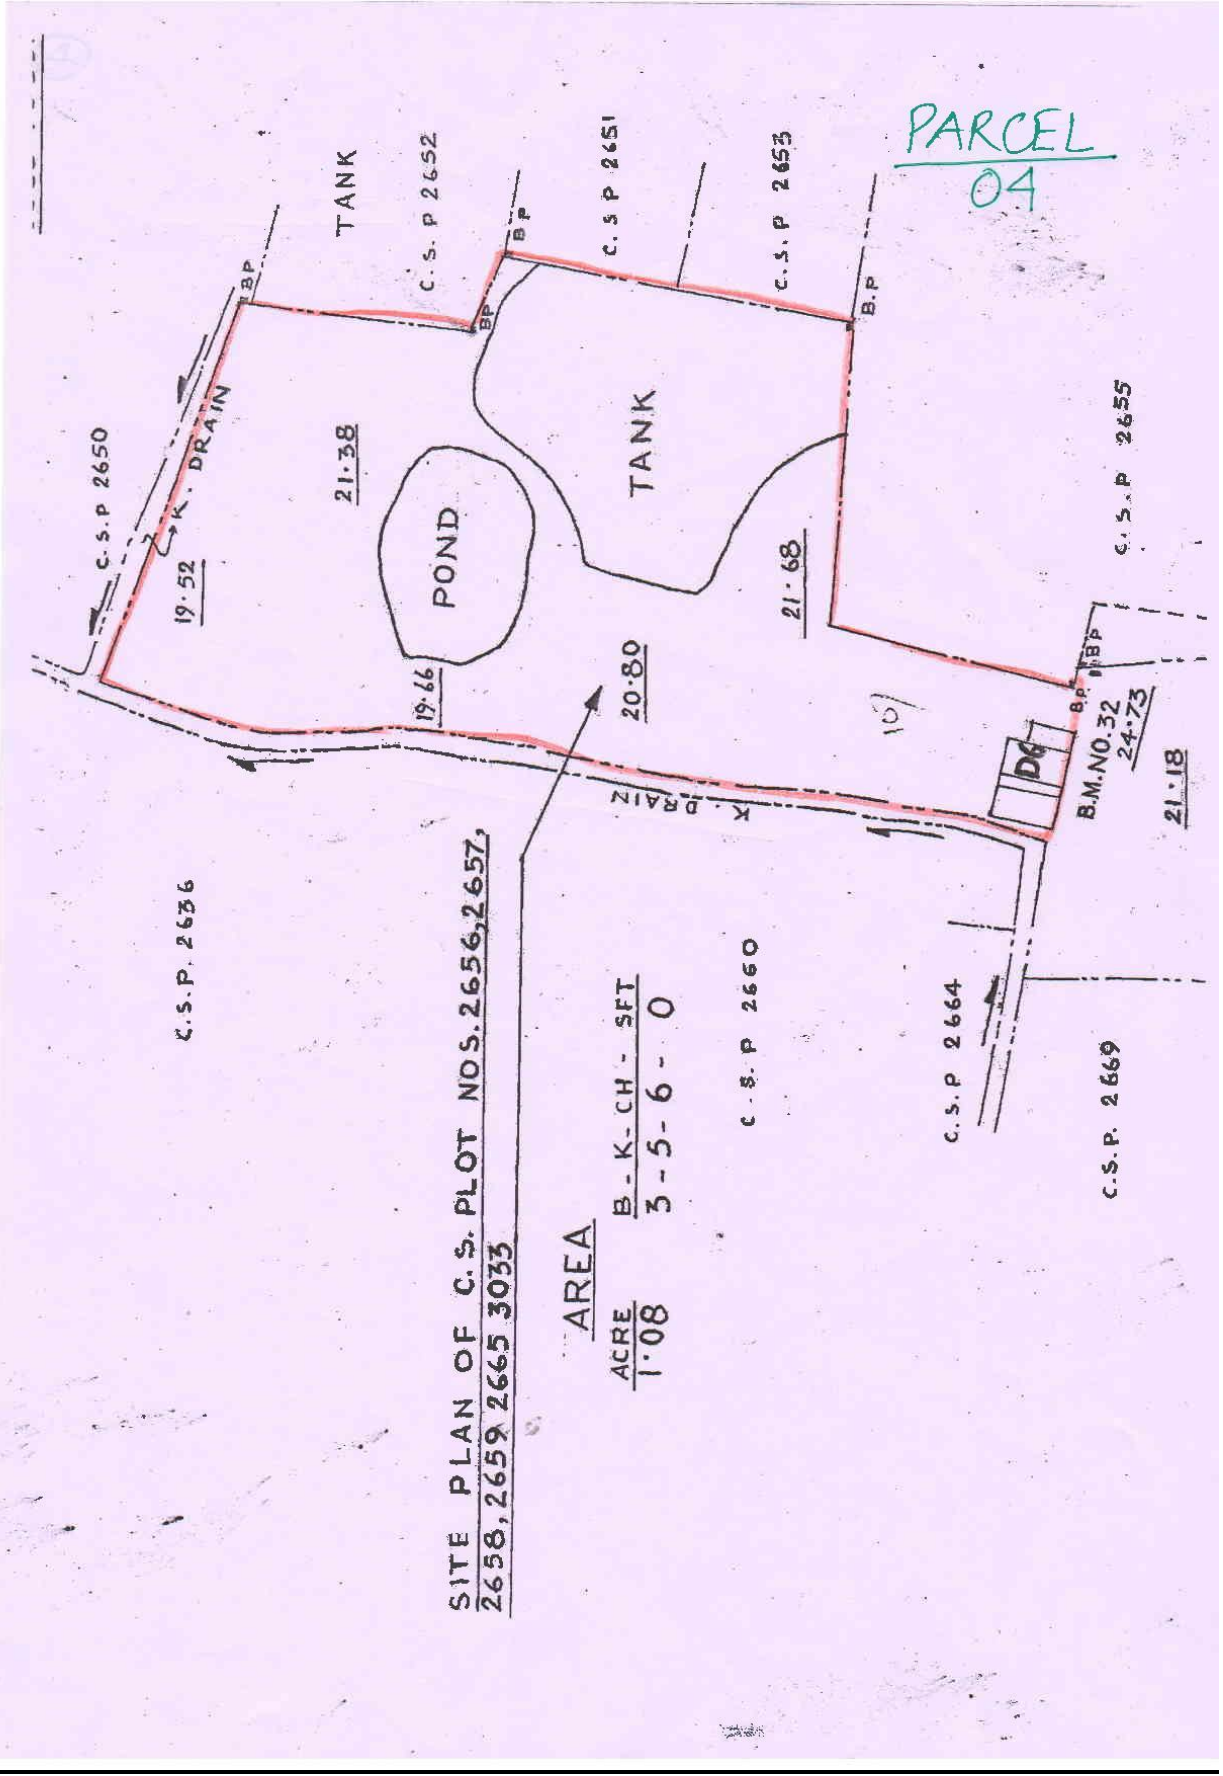 PARCEL
04
C.S.P 2650
K. DRAIN
19.52
B P
TANK
C.S.P 2652
21.38
B P
B P
C.S P 2651
POND
19.66
TANK
C.S.P 2653
B.P
20.80
21.68
C.S.P 2655
K. DRAIN
D6
B.P.
B P
B.M.NO.32
24.73
21.18
C.S.P. 2636
SITE PLAN OF C.S. PLOT NOS. 2656,2657,
2658,2659 2665 3033
AREA
ACRE B - K - CH - SFT
1.08 3 - 5 - 6 - 0
C.S.P 2660
C.S.P 2664
C.S.P. 2669